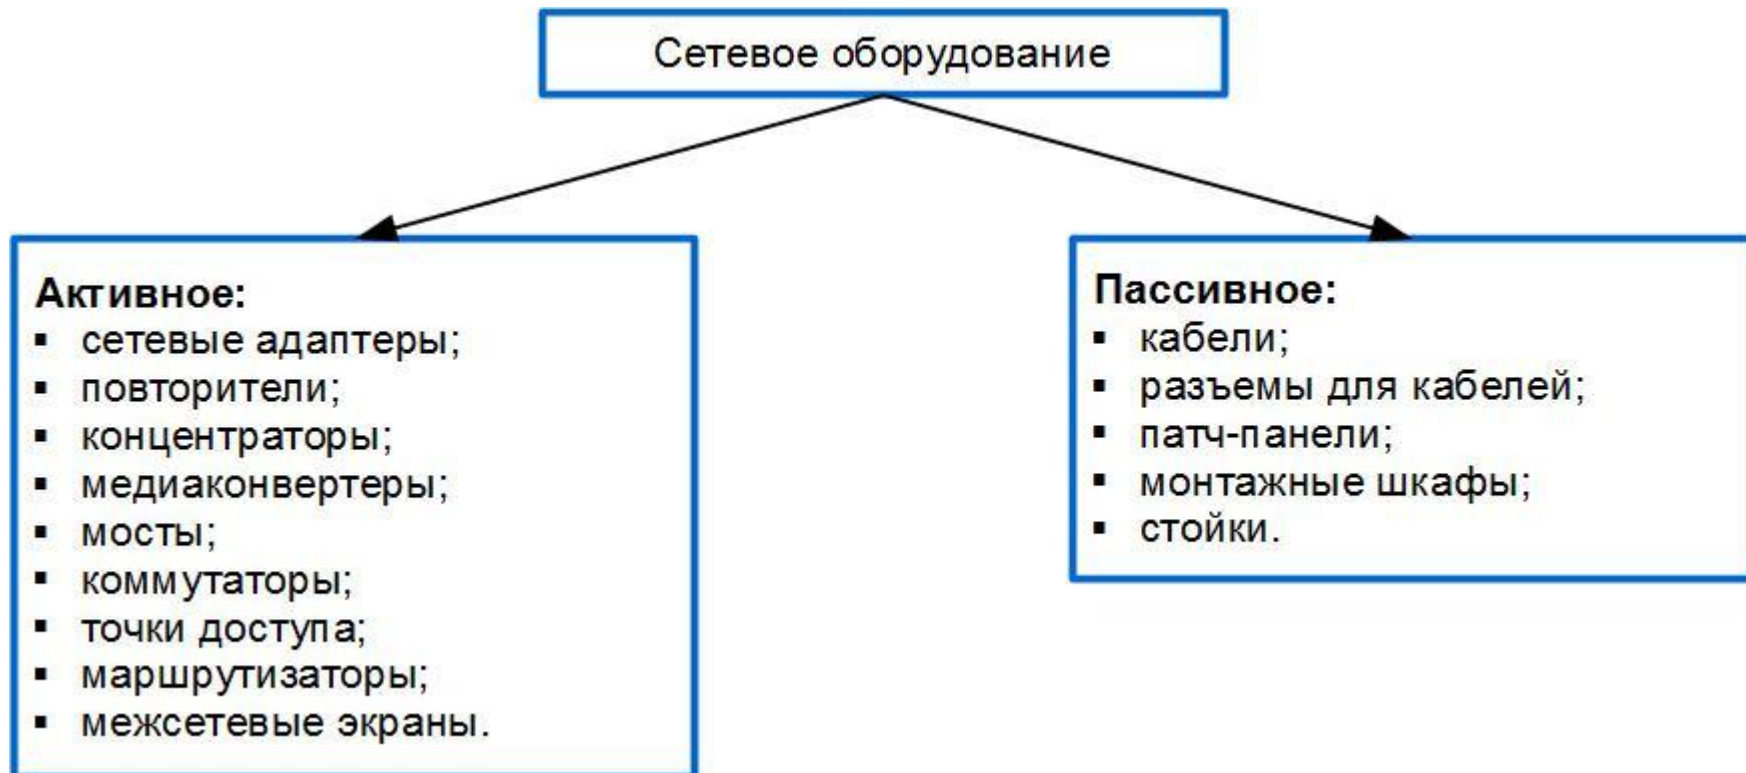 Сетевое оборудование
Активное:
▪ сетевые адаптеры;
▪ повторители;
▪ концентраторы;
▪ медиаконвертеры;
▪ мосты;
▪ коммутаторы;
▪ точки доступа;
▪ маршрутизаторы;
▪ межсетевые экраны.
Пассивное:
▪ кабели;
▪ разъемы для кабелей;
▪ патч-панели;
▪ монтажные шкафы;
▪ стойки.